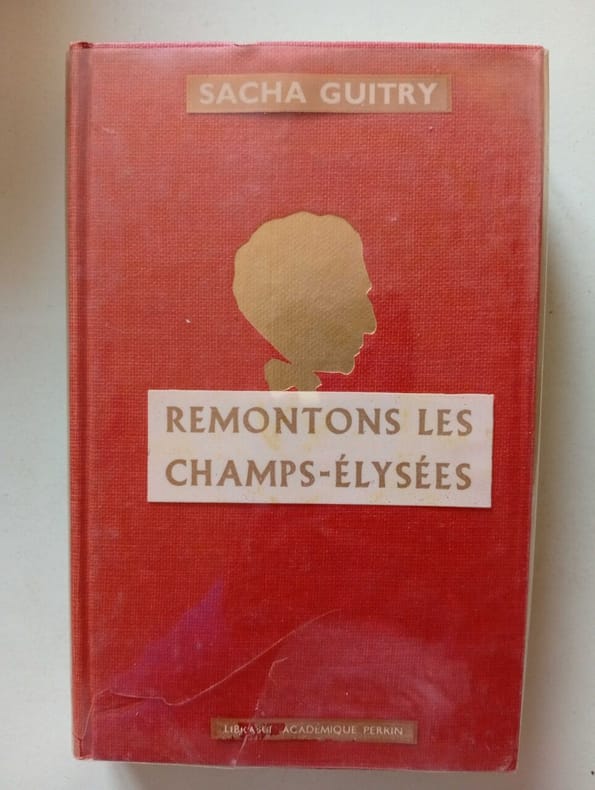 SACHA GUITRY
REMONTONS LES
CHAMPS-ÉLYSÉES
ACADÉMIQUE PERRIN